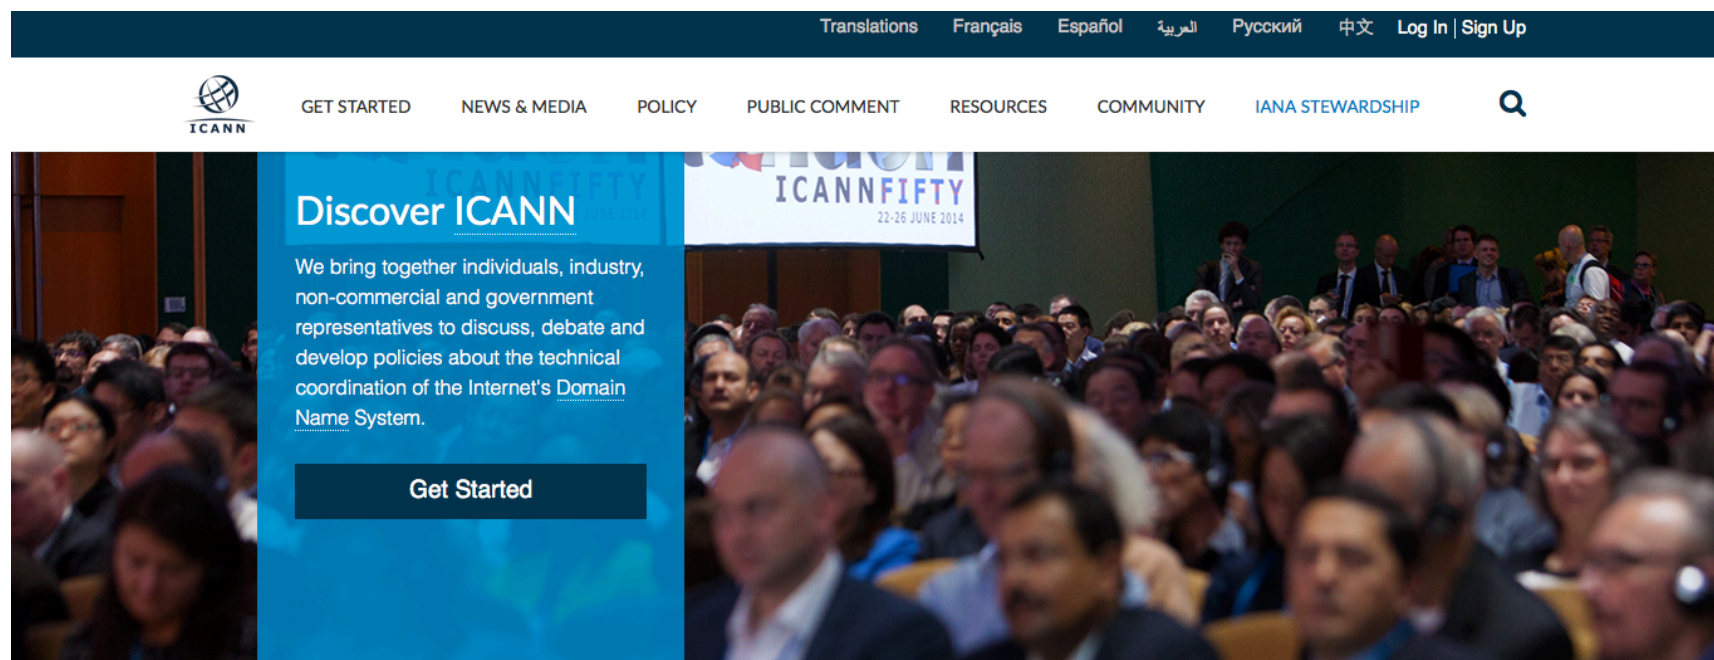 Translations Français Español العربية Русский 中文 Log In | Sign Up
ICANN
GET STARTED NEWS & MEDIA POLICY PUBLIC COMMENT RESOURCES COMMUNITY IANA STEWARDSHIP
ICANNFIFTY
22-26 JUNE 2014
ICANNFIFTY
JUNE 2014
Discover ICANN
We bring together individuals, industry,
non-commercial and government
representatives to discuss, debate and
develop policies about the technical
coordination of the Internet's Domain
Name System.
Get Started